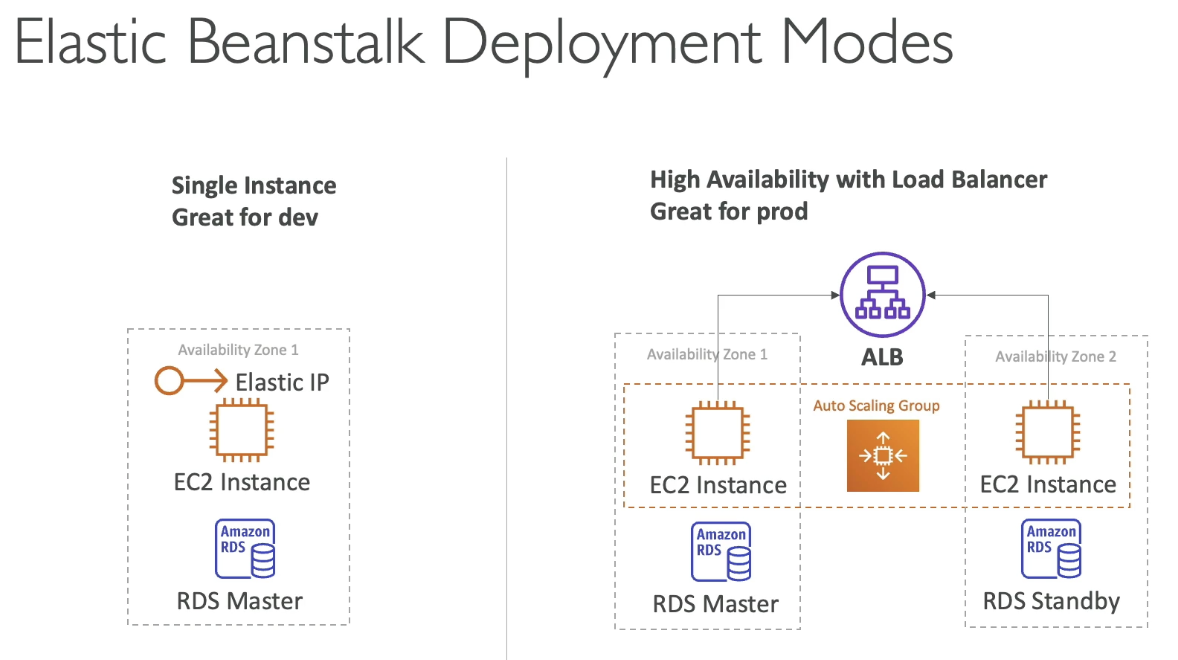 Elastic Beanstalk Deployment Modes
Single Instance
Great for dev
Availability Zone 1
Elastic IP
EC2 Instance
Amazon
RDS
RDS Master
High Availability with Load Balancer
Great for prod
ALB
Availability Zone 1
Availability Zone 2
Auto Scaling Group
EC2 Instance
EC2 Instance
Amazon
RDS
RDS Master
Amazon
RDS
RDS Standby